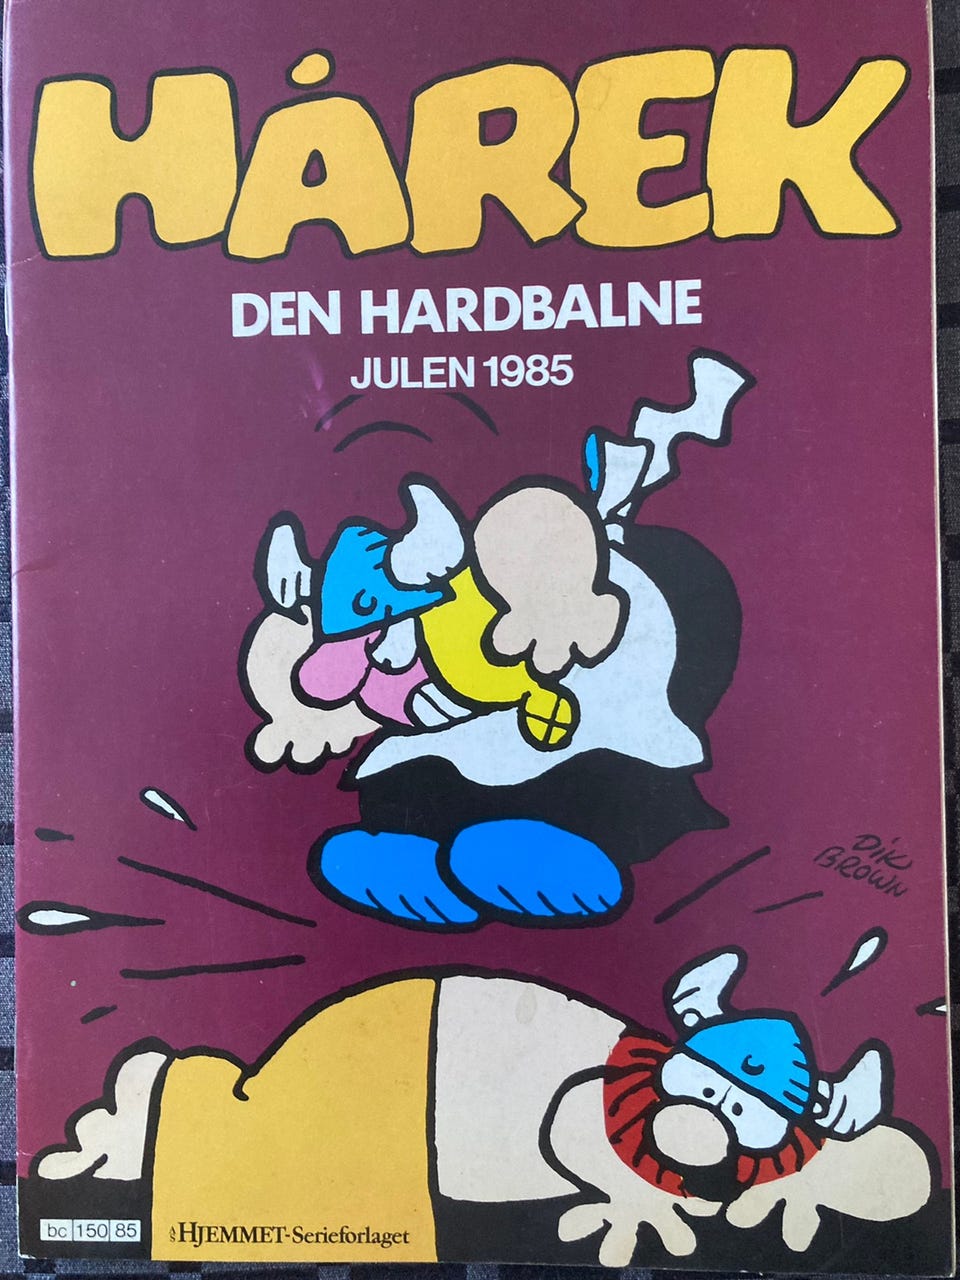 HÅREK
DEN HARDBALNE
JULEN 1985
DIK
BROWN
bc 150 85
A/S HJEMMET-Serieforlaget